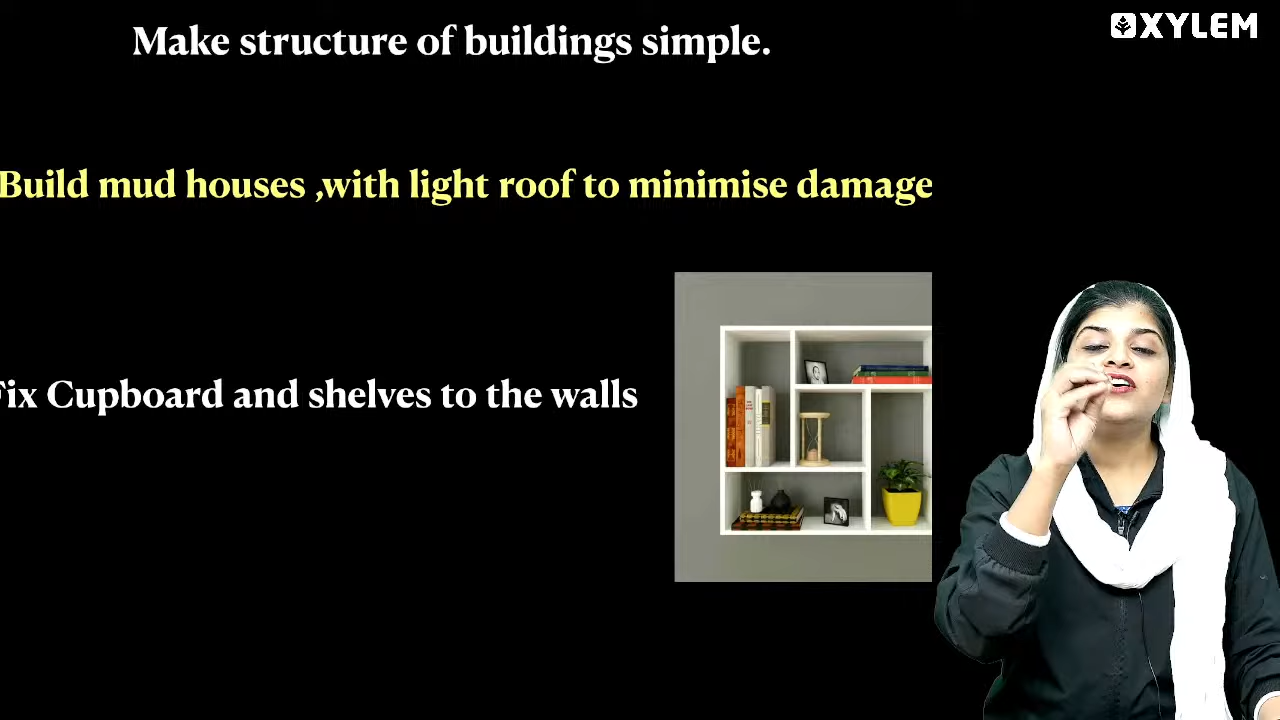 Make structure of buildings simple.
XYLEM
Build mud houses ,with light roof to minimise damage
Fix Cupboard and shelves to the walls